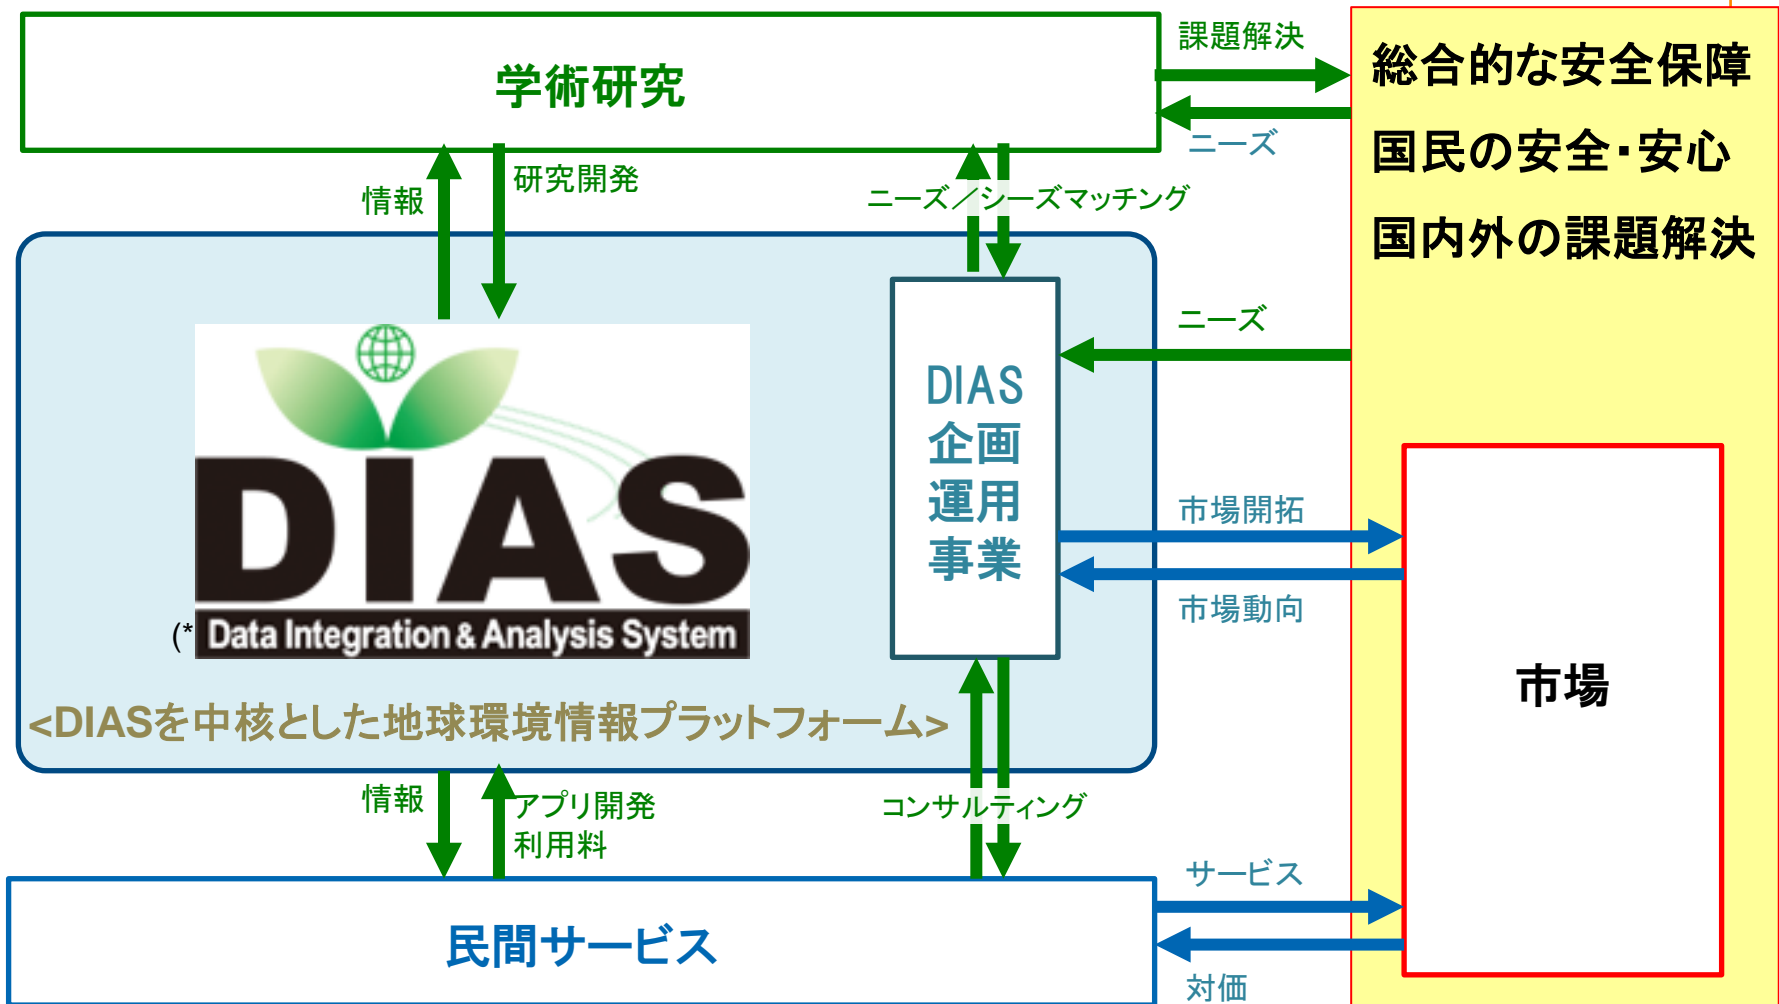 学術研究
課題解決
ニーズ
総合的な安全保障
国民の安全・安心
国内外の課題解決
情報
研究開発
ニーズ／シーズマッチング
ニーズ
DIAS
企画
運用
事業
DIAS
(*
Data Integration & Analysis System
<DIASを中核とした地球環境情報プラットフォーム>
市場開拓
市場動向
市場
情報
アプリ開発
利用料
コンサルティング
民間サービス
サービス
対価